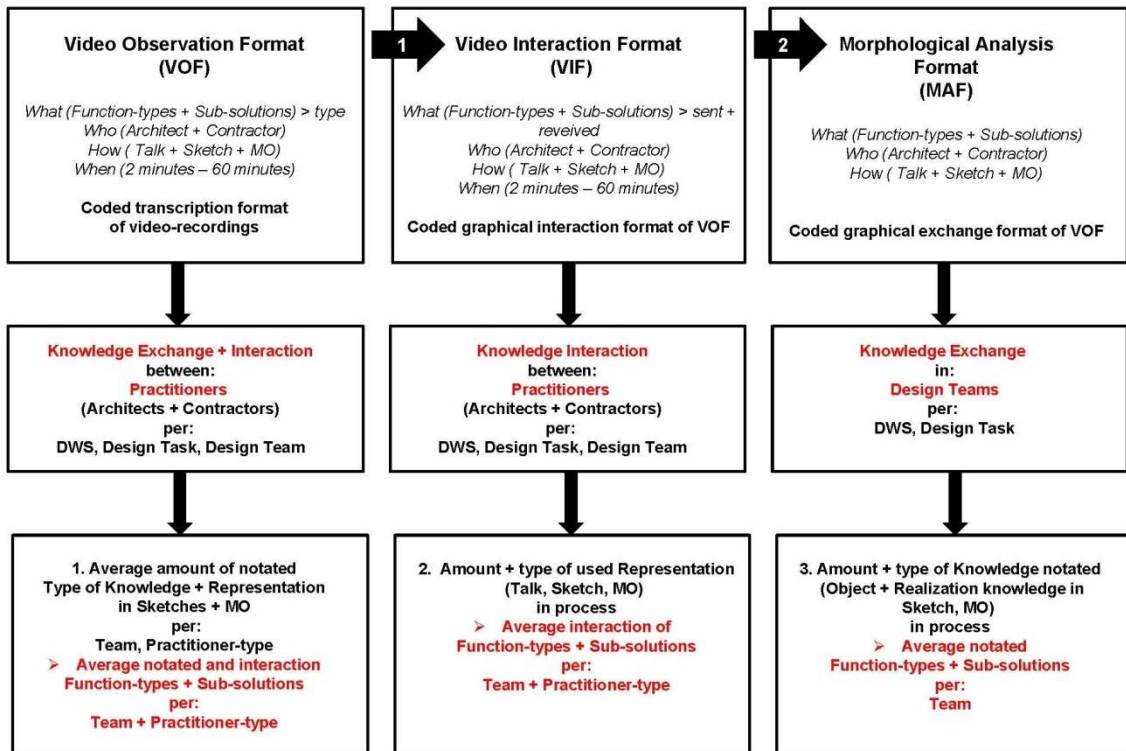 Video Observation Format
(VOF)
What (Function-types + Sub-solutions) > type
Who (Architect + Contractor)
How ( Talk + Sketch + MO)
When (2 minutes – 60 minutes)
Coded transcription format
of video-recordings
1
Video Interaction Format
(VIF)
What (Function-types + Sub-solutions) > sent +
reveived
Who (Architect + Contractor)
How ( Talk + Sketch + MO)
When (2 minutes – 60 minutes)
Coded graphical interaction format of VOF
2
Morphological Analysis
Format
(MAF)
What (Function-types + Sub-solutions)
Who (Architect + Contractor)
How ( Talk + Sketch + MO)
Coded graphical exchange format of VOF
Knowledge Exchange + Interaction
between:
Practitioners
(Architects + Contractors)
per:
DWS, Design Task, Design Team
Knowledge Interaction
between:
Practitioners
(Architects + Contractors)
per:
DWS, Design Task, Design Team
Knowledge Exchange
in:
Design Teams
per:
DWS, Design Task
1. Average amount of notated
Type of Knowledge + Representation
in Sketches + MO
per:
Team, Practitioner-type
➢ Average notated and interaction
Function-types + Sub-solutions
per:
Team + Practitioner-type
2. Amount + type of used Representation
(Talk, Sketch, MO)
in process
➢ Average interaction of
Function-types + Sub-solutions
per:
Team + Practitioner-type
3. Amount + type of Knowledge notated
(Object + Realization knowledge in
Sketch, MO)
in process
➢ Average notated
Function-types + Sub-solutions
per:
Team